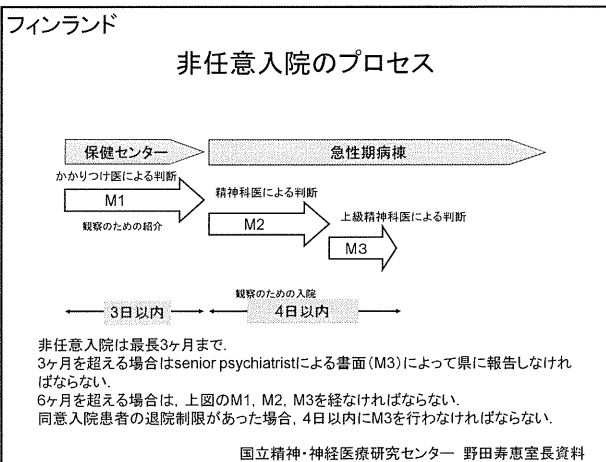 フィンランド
非任意入院のプロセス
保健センター
急性期病棟
かかりつけ医による判断
M1
観察のための紹介
精神科医による判断
M2
上級精神科医による判断
M3
観察のための入院
3日以内
4日以内
非任意入院は最長3ヶ月まで.
3ヶ月を超える場合はsenior psychiatristによる書面(M3)によって県に報告しなけれ
ばならない.
6ヶ月を超える場合は, 上図のM1, M2, M3を経なければならない.
同意入院患者の退院制限があった場合, 4日以内にM3を行わなければならない.
国立精神・神経医療研究センター 野田寿恵室長資料